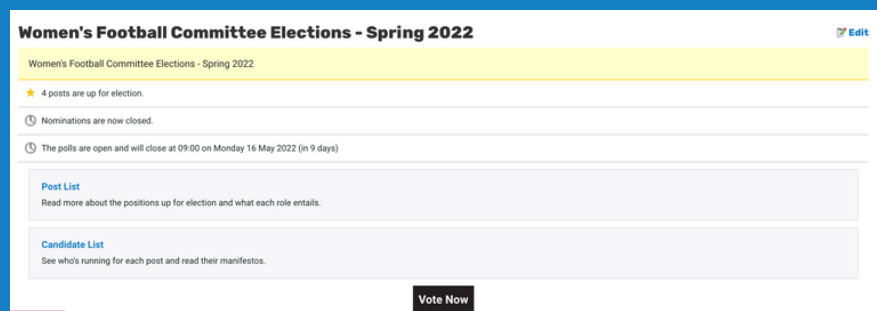 Women's Football Committee Elections - Spring 2022
Edit
Women's Football Committee Elections - Spring 2022
4 posts are up for election.
Nominations are now closed.
The polls are open and will close at 09:00 on Monday 16 May 2022 (in 9 days)
Post List
Read more about the positions up for election and what each role entails.
Candidate List
See who's running for each post and read their manifestos.
Vote Now